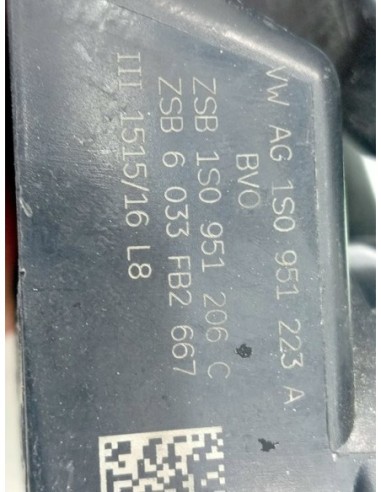 VW AG 1S0 951 223 A
BVO
ZSB 1S0 951 206 C
ZSB 6 033 FB2 667
III 1515/16 L8